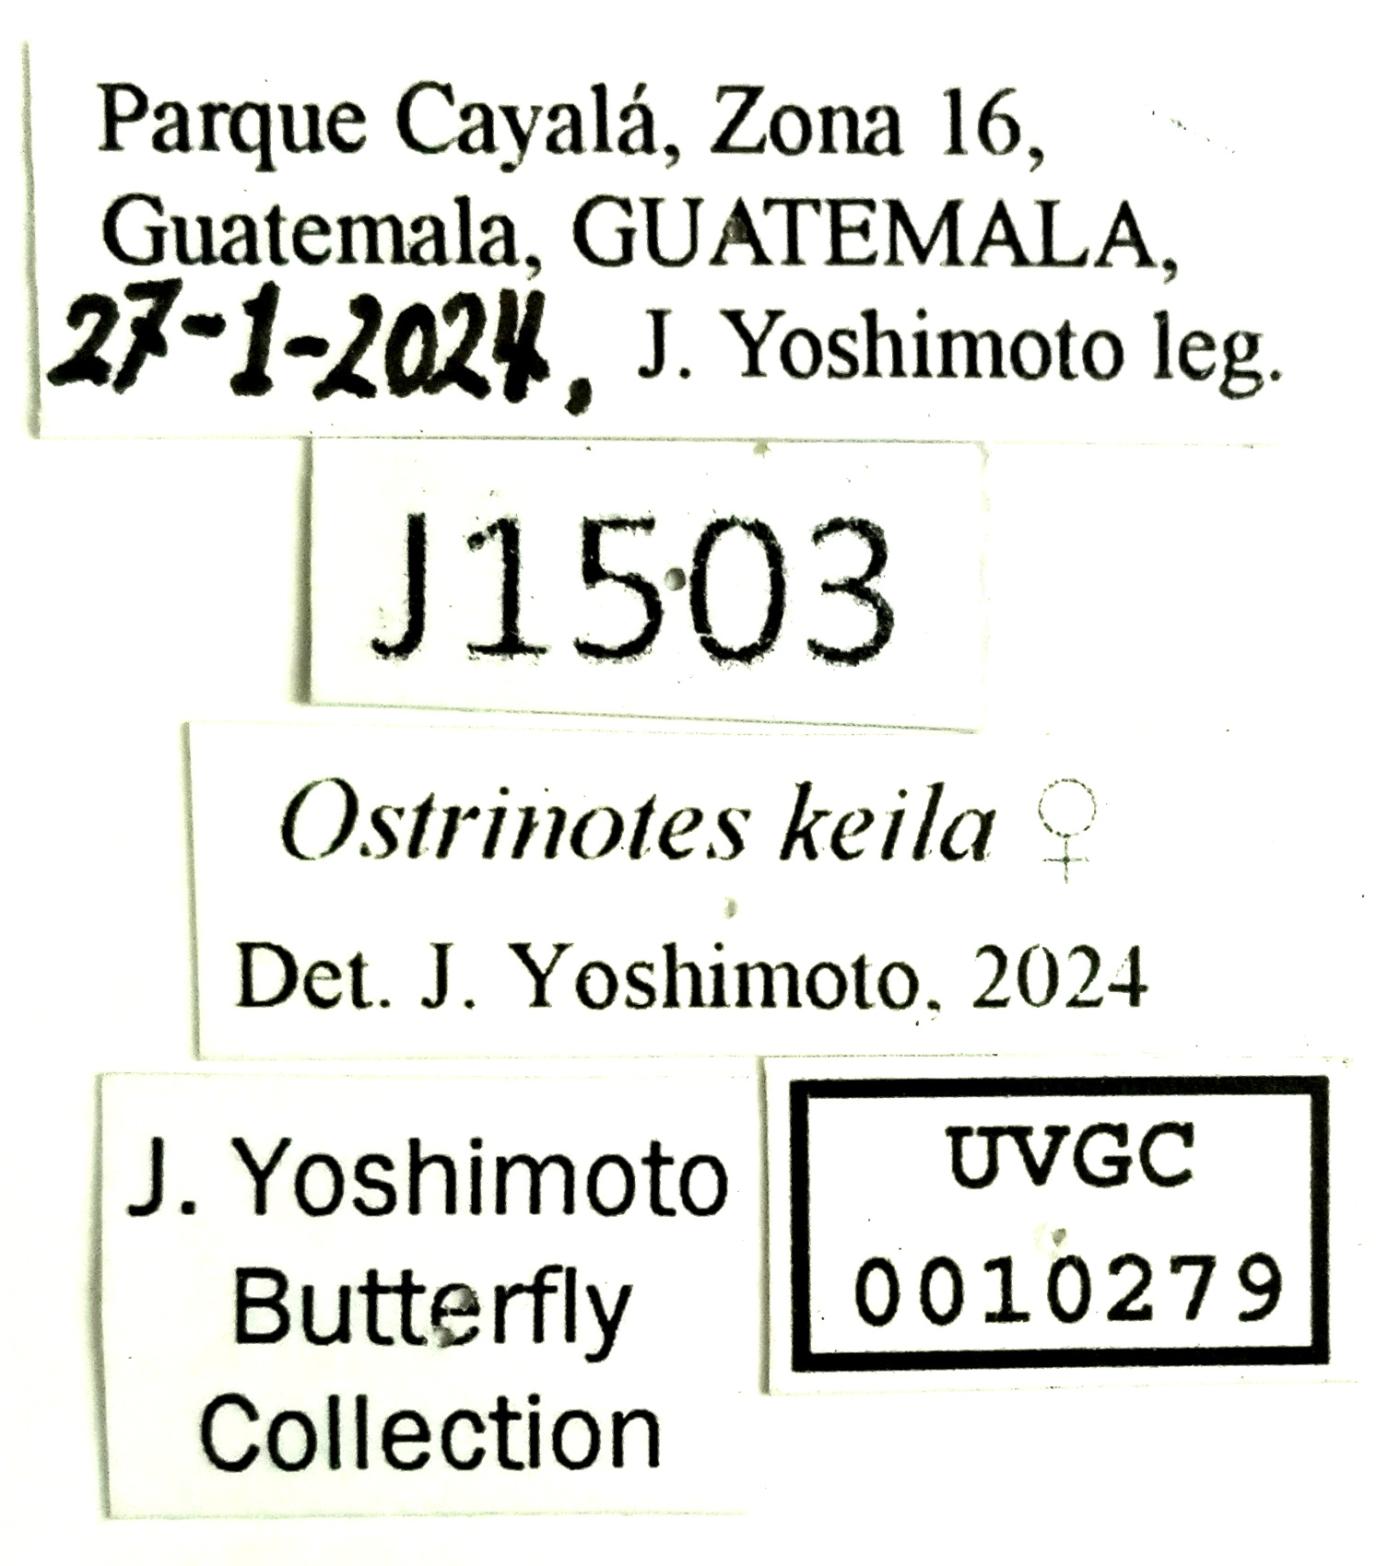 Parque Cayalá, Zona 16,
Guatemala, GUATEMALA,
27-1-2024, J. Yoshimoto leg.
J1503
Ostrinotes keila ♀
Det. J. Yoshimoto, 2024
J. Yoshimoto
Butterfly
Collection
UVGC
0010279